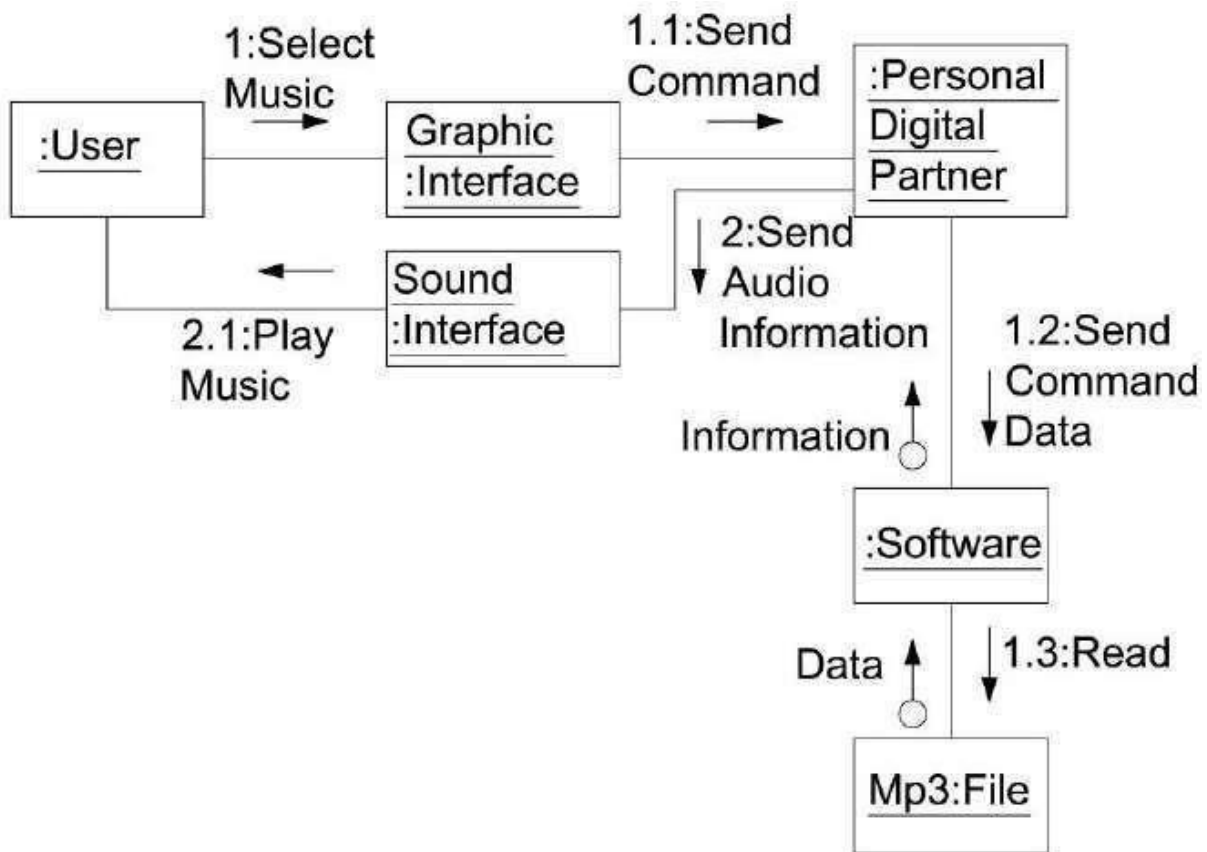 1:Select
Music
1.1:Send
Command
:User
Graphic
:Interface
:Personal
Digital
Partner
Sound
:Interface
2.1:Play
Music
2:Send
Audio
Information
1.2:Send
Command
Data
Information
:Software
Data
1.3:Read
Mp3:File